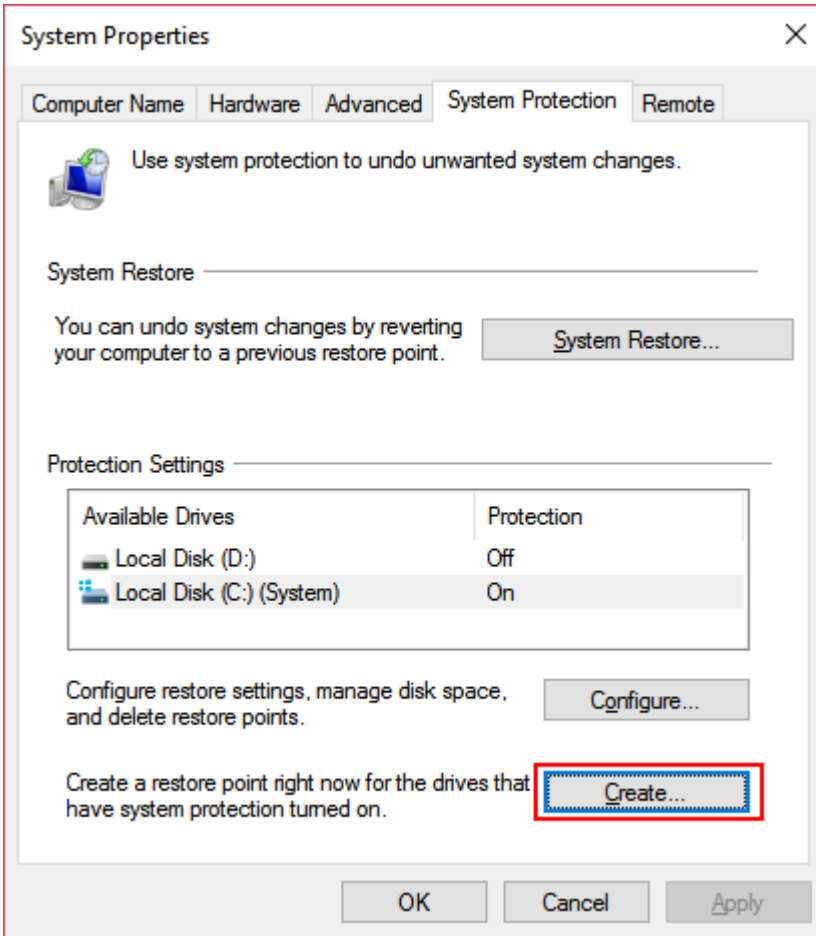 System Properties
Computer Name Hardware Advanced System Protection Remote
Use system protection to undo unwanted system changes.
System Restore
You can undo system changes by reverting
your computer to a previous restore point.
System Restore...
Protection Settings
Available Drives Protection
Local Disk (D:) Off
Local Disk (C:) (System) On
Configure restore settings, manage disk space,
and delete restore points.
Configure...
Create a restore point right now for the drives that
have system protection turned on.
Create...
OK Cancel Apply